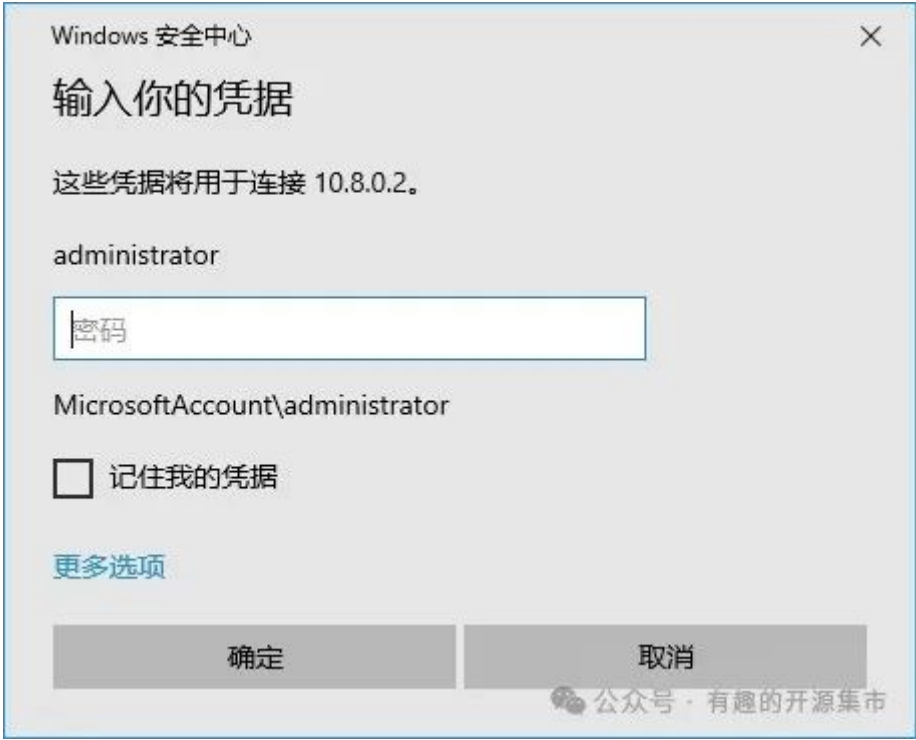 Windows 安全中心
输入你的凭据
这些凭据将用于连接 10.8.0.2。
administrator
密码
MicrosoftAccount\administrator
记住我的凭据
更多选项
确定
取消
公众号 · 有趣的开源集市